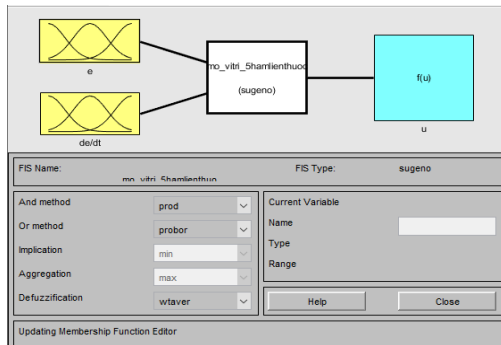 e
mo_vitri_5hamlienthuoc
(sugeno)
f(u)
de/dt
u
FIS Name:
mo_vitri_5hamlienthuo
FIS Type:
sugeno
And method
prod
Or method
probor
Implication
min
Aggregation
max
Defuzzification
wtaver
Current Variable
Name
Type
Range
Help
Close
Updating Membership Function Editor